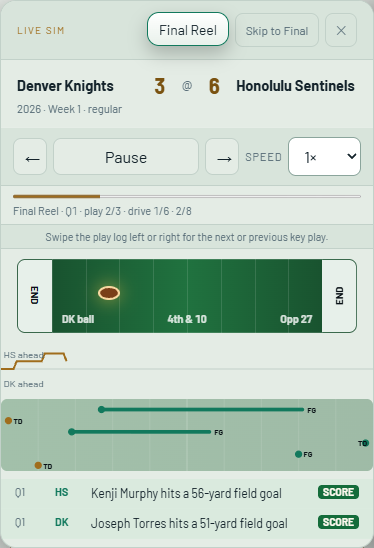 LIVE SIM
Final Reel
Skip to Final
×
Denver Knights 3 @ 6 Honolulu Sentinels
2026 · Week 1 · regular
← Pause → SPEED 1×
Final Reel · Q1 · play 2/3 · drive 1/6 · 2/8
Swipe the play log left or right for the next or previous key play.
END
END
DK ball 4th & 10 Opp 27
HS ahead
DK ahead
FG
TD
FG
TD
FG
TD
Q1 HS Kenji Murphy hits a 56-yard field goal SCORE
Q1 DK Joseph Torres hits a 51-yard field goal SCORE